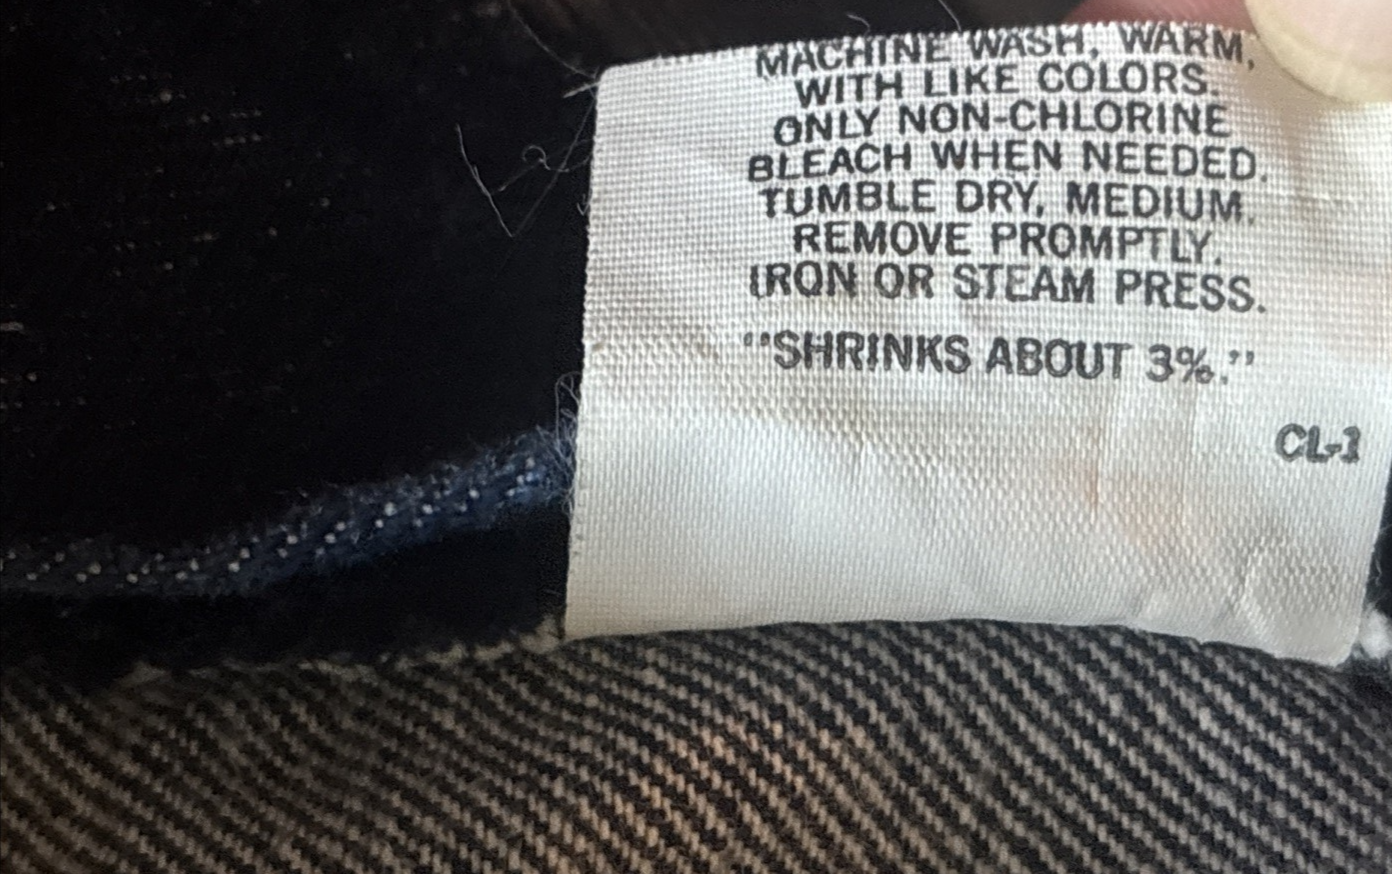 MACHINE WASH, WARM,
WITH LIKE COLORS.
ONLY NON-CHLORINE
BLEACH WHEN NEEDED.
TUMBLE DRY, MEDIUM.
REMOVE PROMPTLY.
IRON OR STEAM PRESS.
"SHRINKS ABOUT 3%."
CL-1